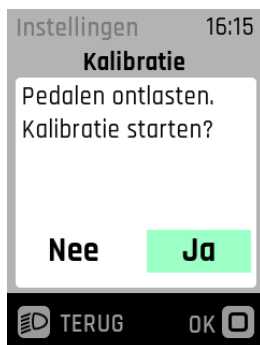 Instellingen 16:15
Kalibratie
Pedalen ontlasten.
Kalibratie starten?
Nee Ja
TERUG OK